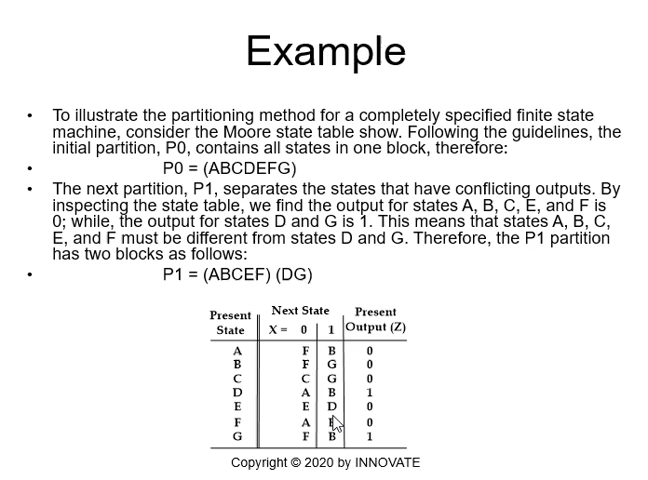 Example
• To illustrate the partitioning method for a completely specified finite state
machine, consider the Moore state table show. Following the guidelines, the
initial partition, P0, contains all states in one block, therefore:
• P0 = (ABCDEFG)
• The next partition, P1, separates the states that have conflicting outputs. By
inspecting the state table, we find the output for states A, B, C, E, and F is
0; while, the output for states D and G is 1. This means that states A, B, C,
E, and F must be different from states D and G. Therefore, the P1 partition
has two blocks as follows:
• P1 = (ABCEF) (DG)
Present Next State Present
State X = 0 1 Output (Z)
A F B 0
B F G 0
C C G 0
D A B 1
E E D 0
F A 0
G F B 1
Copyright © 2020 by INNOVATE